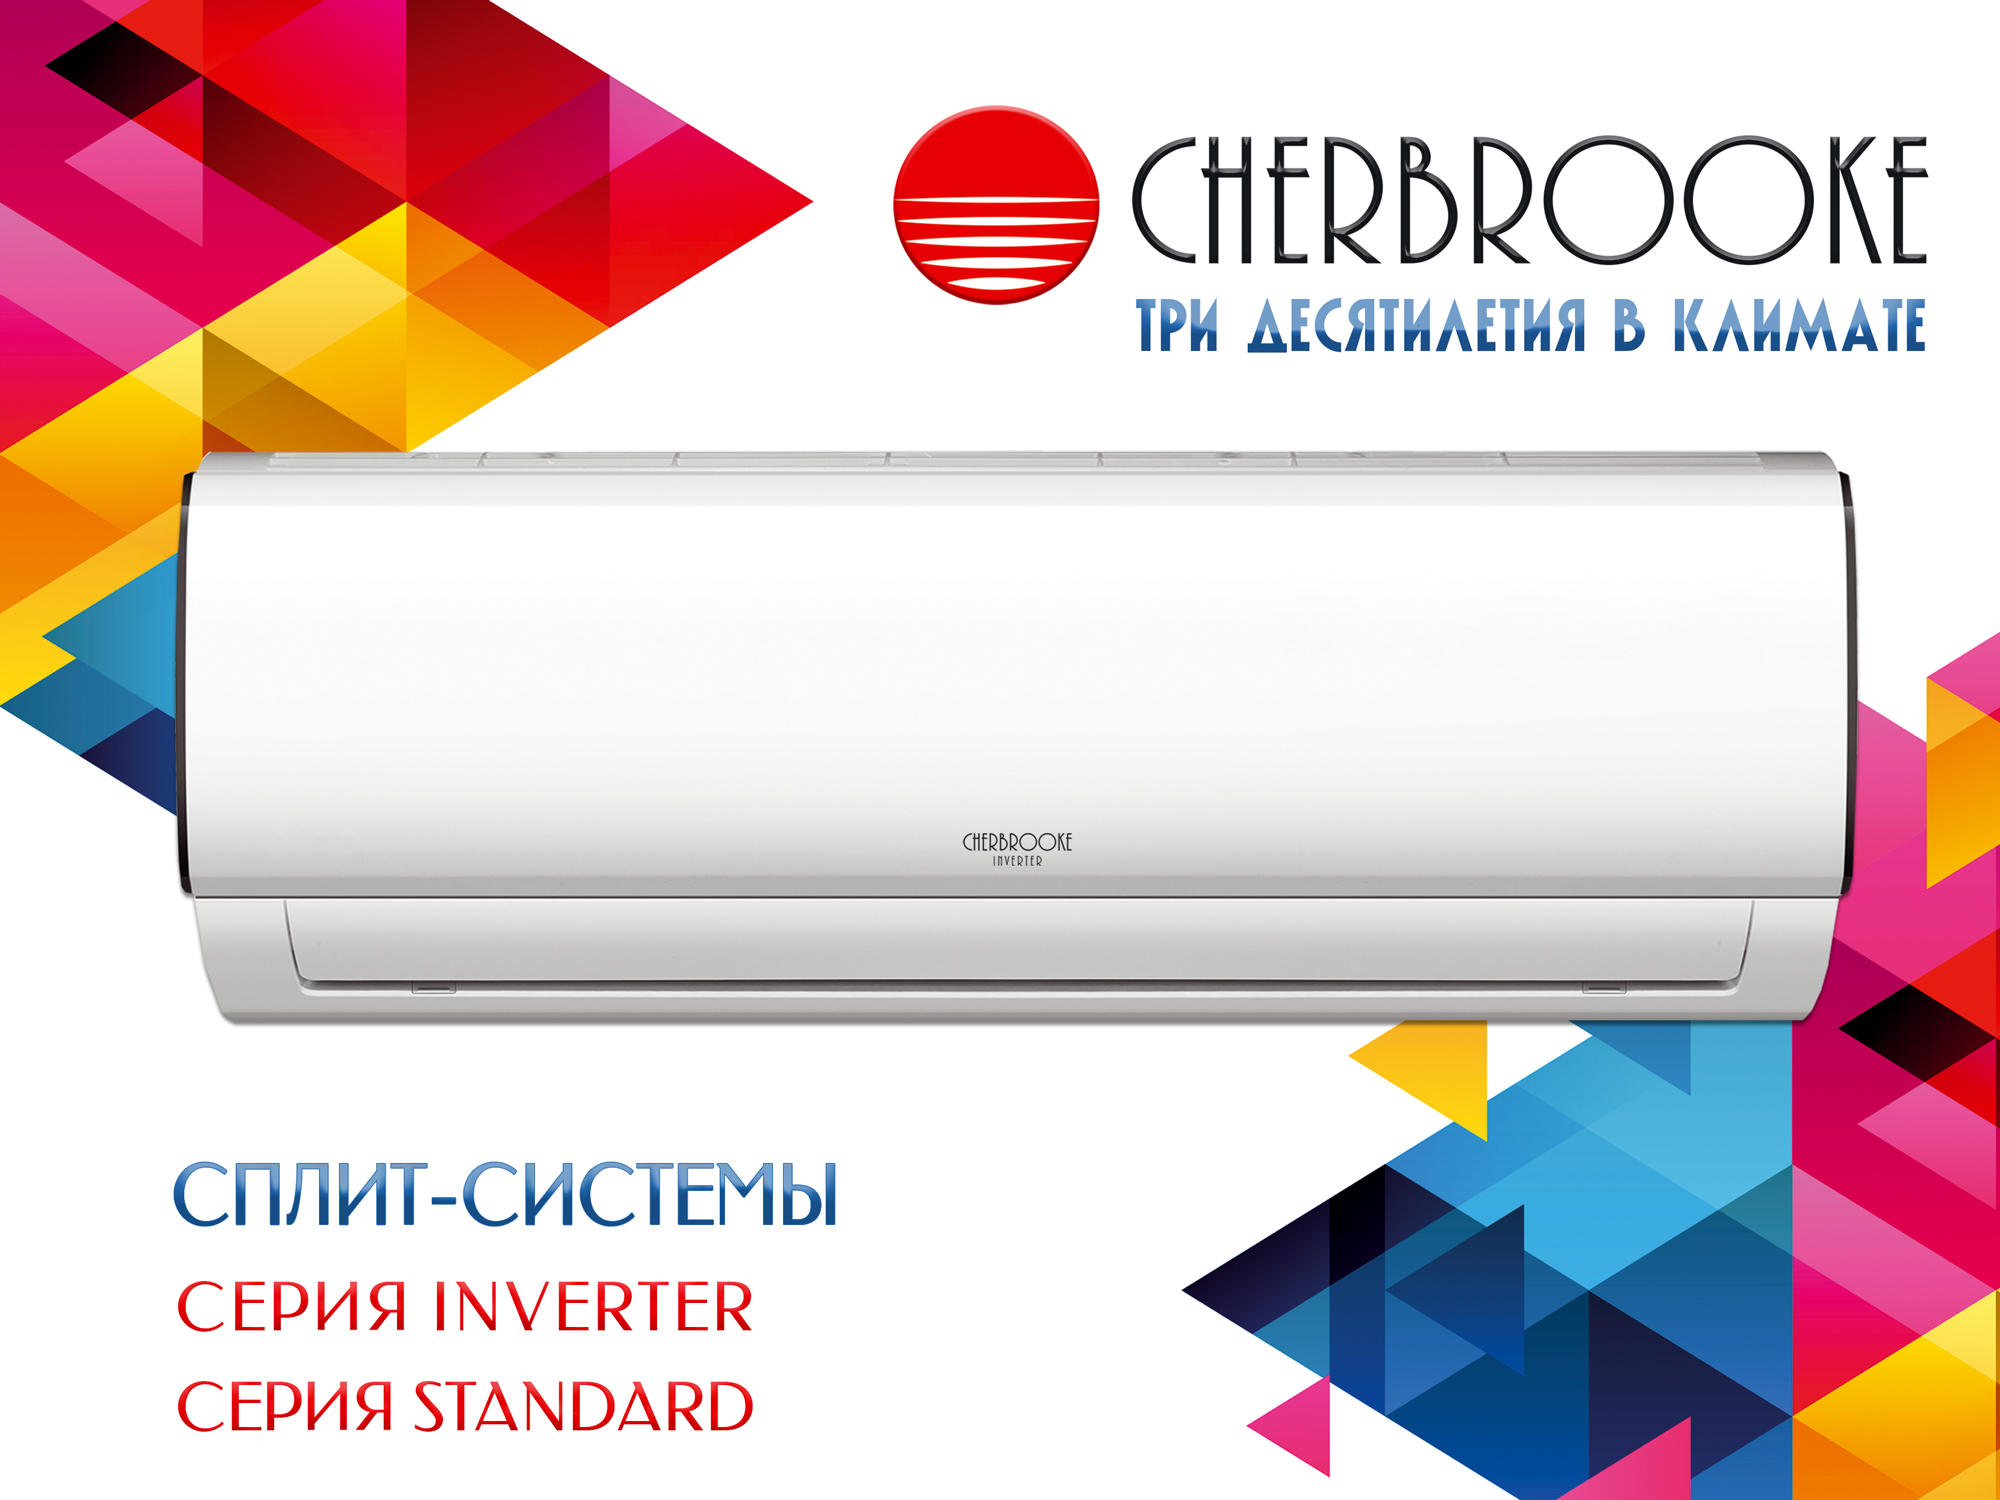 CHERBROOKE
ТРИ ДЕСЯТИЛЕТИЯ В КЛИМАТЕ
CHERBROOKE
INVERTER
СПЛИТ-СИСТЕМЫ
СЕРИЯ INVERTER
СЕРИЯ STANDARD